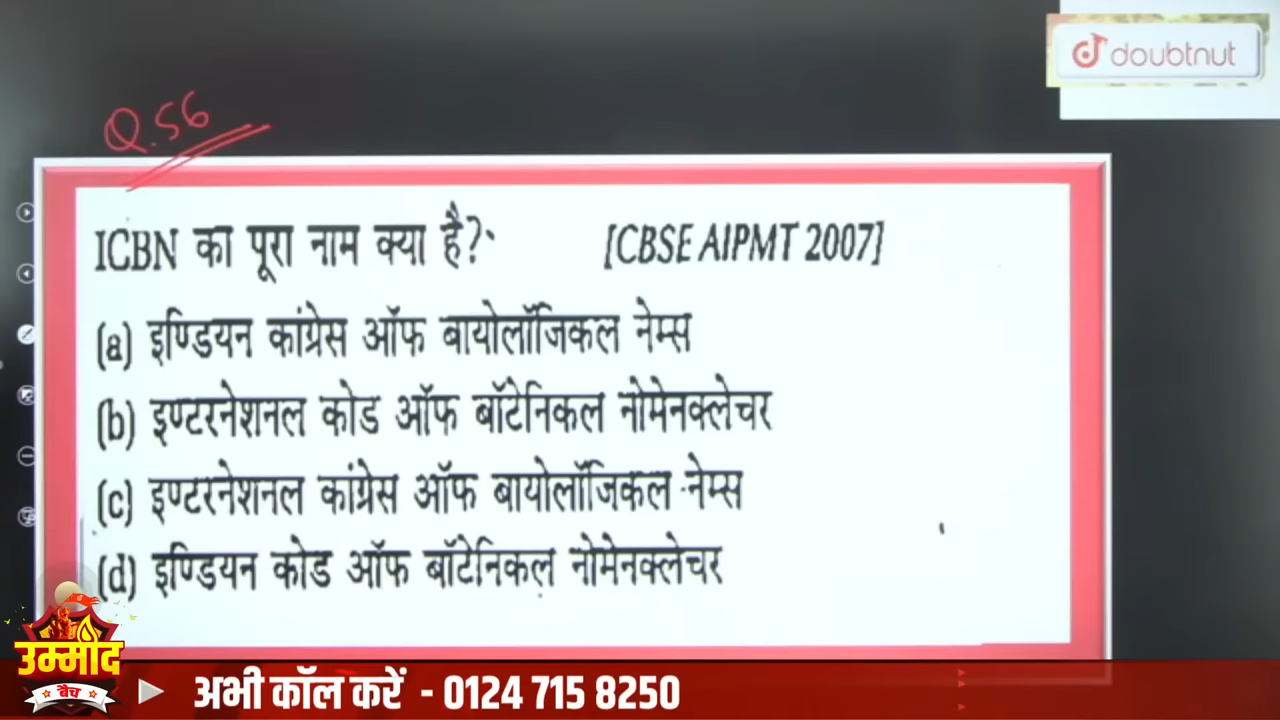 doubtnut
Q.56
ICBN का पूरा नाम क्या है? [CBSE AIPMT 2007]
(a) इण्डियन कांग्रेस ऑफ बायोलॉजिकल नेम्स
(b) इण्टरनेशनल कोड ऑफ बॉटेनिकल नोमेनक्लेचर
(c) इण्टरनेशनल कांग्रेस ऑफ बायोलॉजिकल नेम्स
(d) इण्डियन कोड ऑफ बॉटेनिकल नोमेनक्लेचर
उम्मीद
बैच
अभी कॉल करें - 0124 715 8250